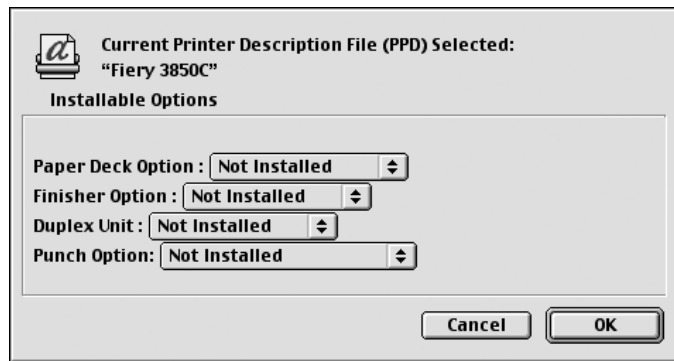 Current Printer Description File (PPD) Selected:
“Fiery 3850C”
Installable Options
Paper Deck Option : Not Installed
Finisher Option : Not Installed
Duplex Unit : Not Installed
Punch Option: Not Installed
Cancel OK